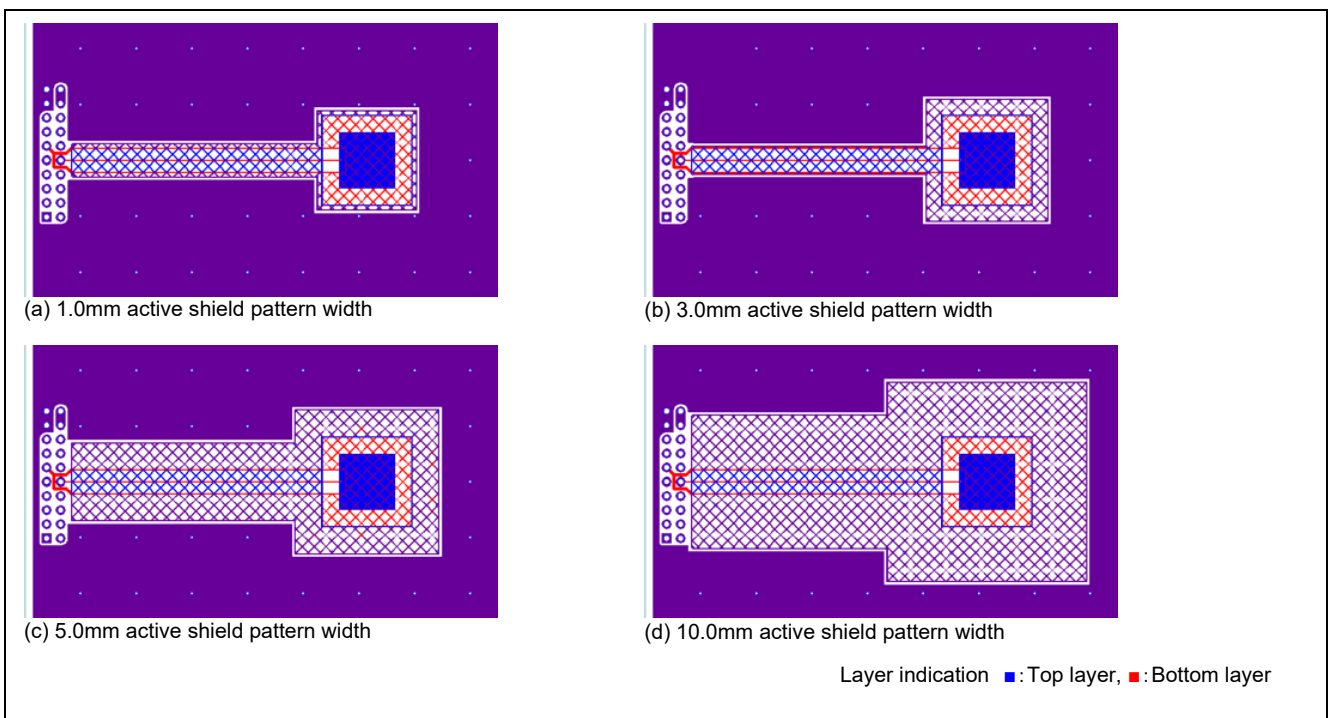 (a) 1.0mm active shield pattern width
(b) 3.0mm active shield pattern width
(c) 5.0mm active shield pattern width
(d) 10.0mm active shield pattern width
Layer indication ■:Top layer, ■:Bottom layer